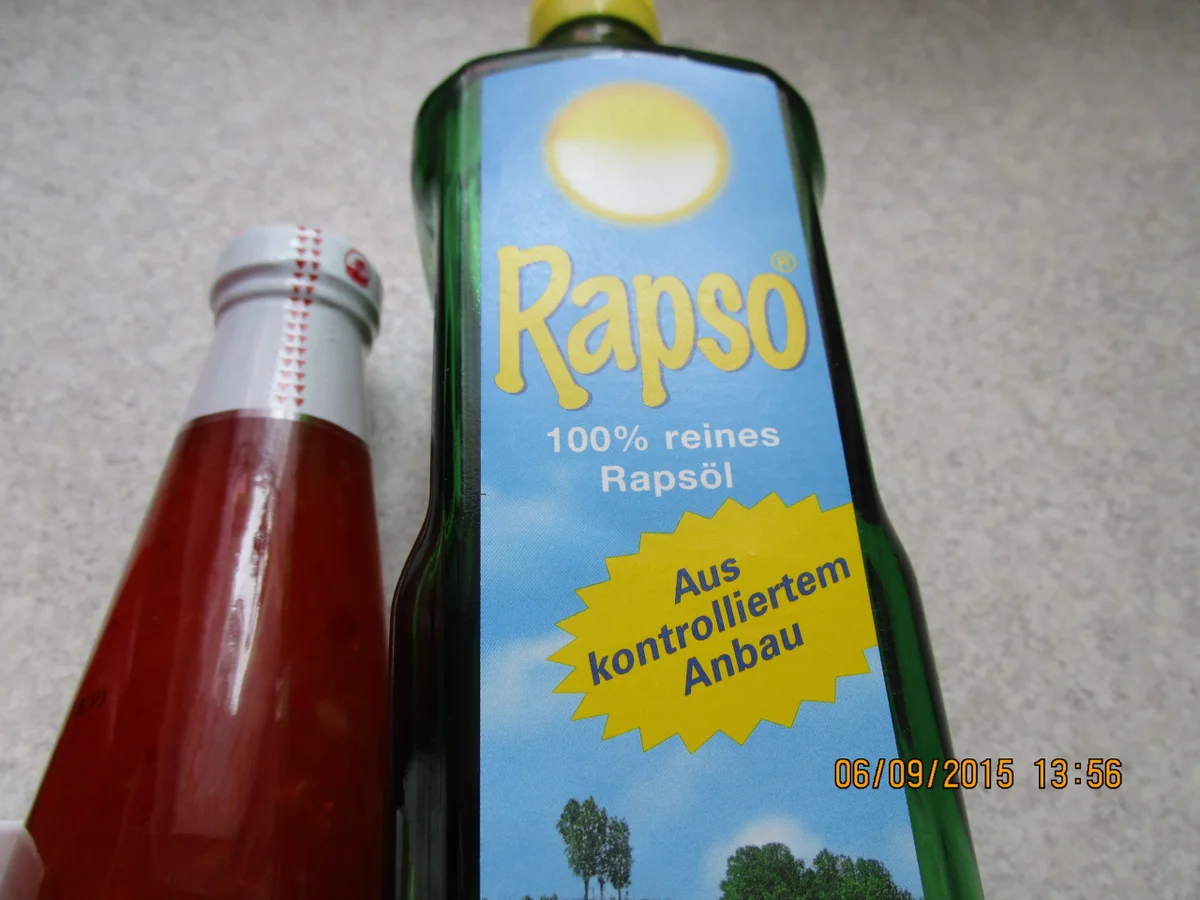 Rapso®
100% reines
Rapsöl
Aus
kontrolliertem
Anbau
06/09/2015 13:56